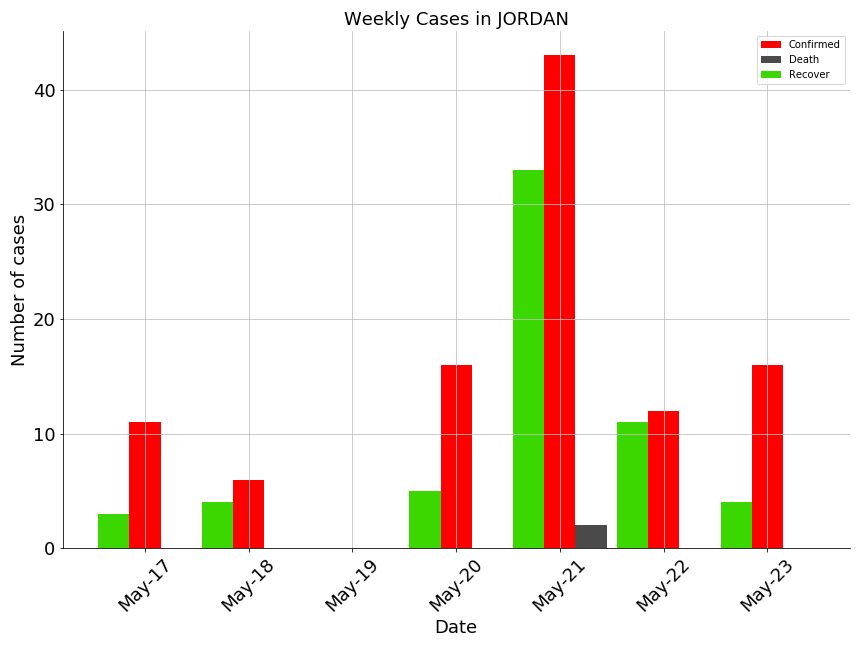 Weekly Cases in JORDAN
Confirmed
Death
Recover
Number of cases
40
30
20
10
0
May-17
May-18
May-19
May-20
May-21
May-22
May-23
Date